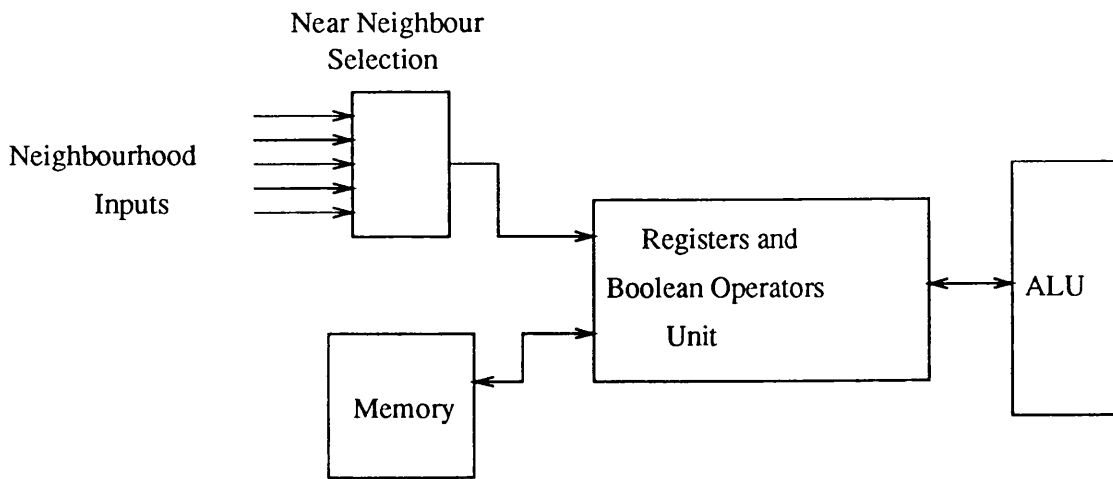 Near Neighbour
Selection
Neighbourhood
Inputs
Registers and
Boolean Operators
Unit
ALU
Memory